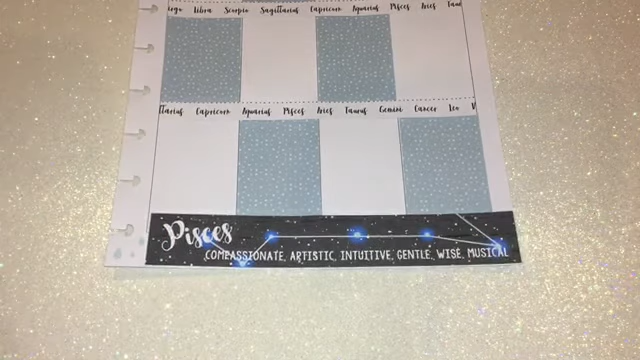 Libra Scorpio Sagittarius Capricorn Aquarius Pisces Aries
Capricorn Aquarius Pisces Aries Taurus Gemini Cancer Leo V
Pisces
COMPASSIONATE, ARTISTIC, INTUITIVE, GENTLE, WISE, MUSICAL